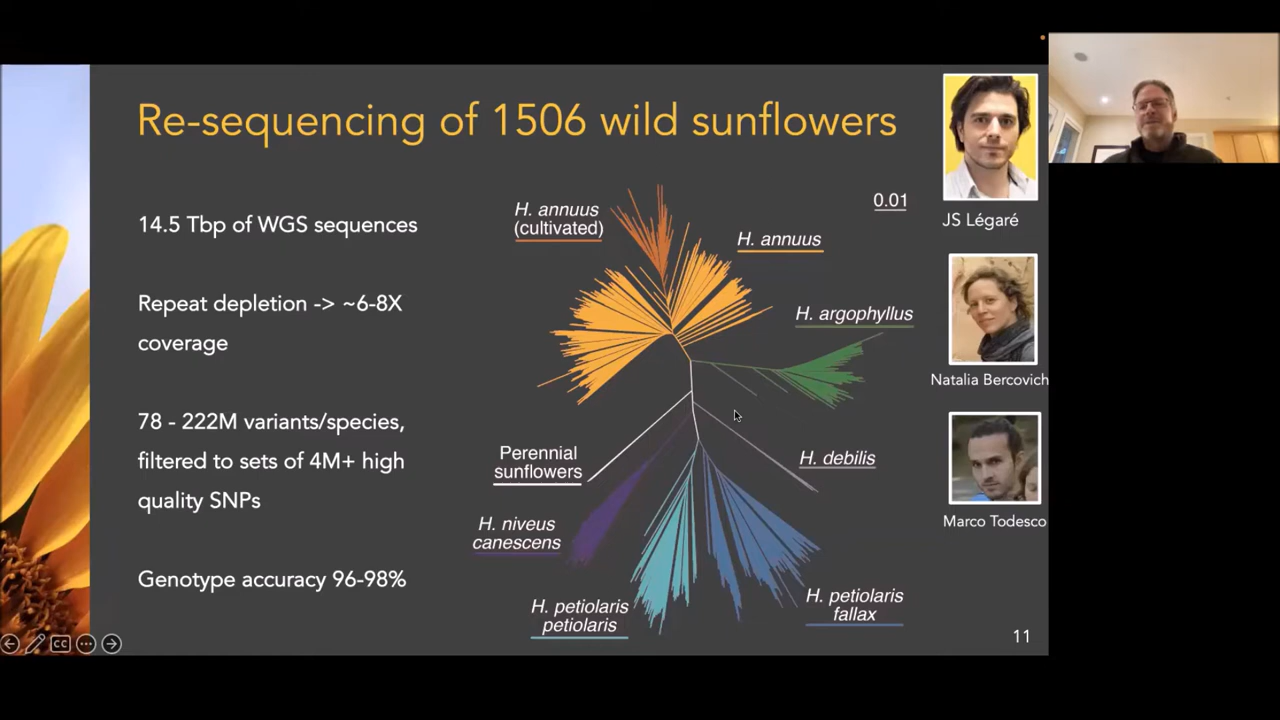 Re-sequencing of 1506 wild sunflowers
14.5 Tbp of WGS sequences
Repeat depletion -> ~6-8X
coverage
78 - 222M variants/species,
filtered to sets of 4M+ high
quality SNPs
Genotype accuracy 96-98%
H. annuus
(cultivated)
H. annuus
0.01
H. argophyllus
Perennial
sunflowers
H. debilis
H. niveus
canescens
H. petiolaris
petiolaris
H. petiolaris
fallax
JS Légaré
Natalia Bercovich
Marco Todesco
CC
11